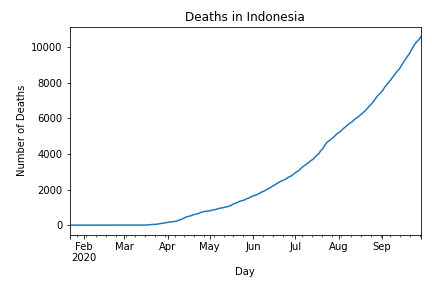 Deaths in Indonesia
Number of Deaths
10000
8000
6000
4000
2000
0
Feb Mar Apr May Jun Jul Aug Sep
2020
Day